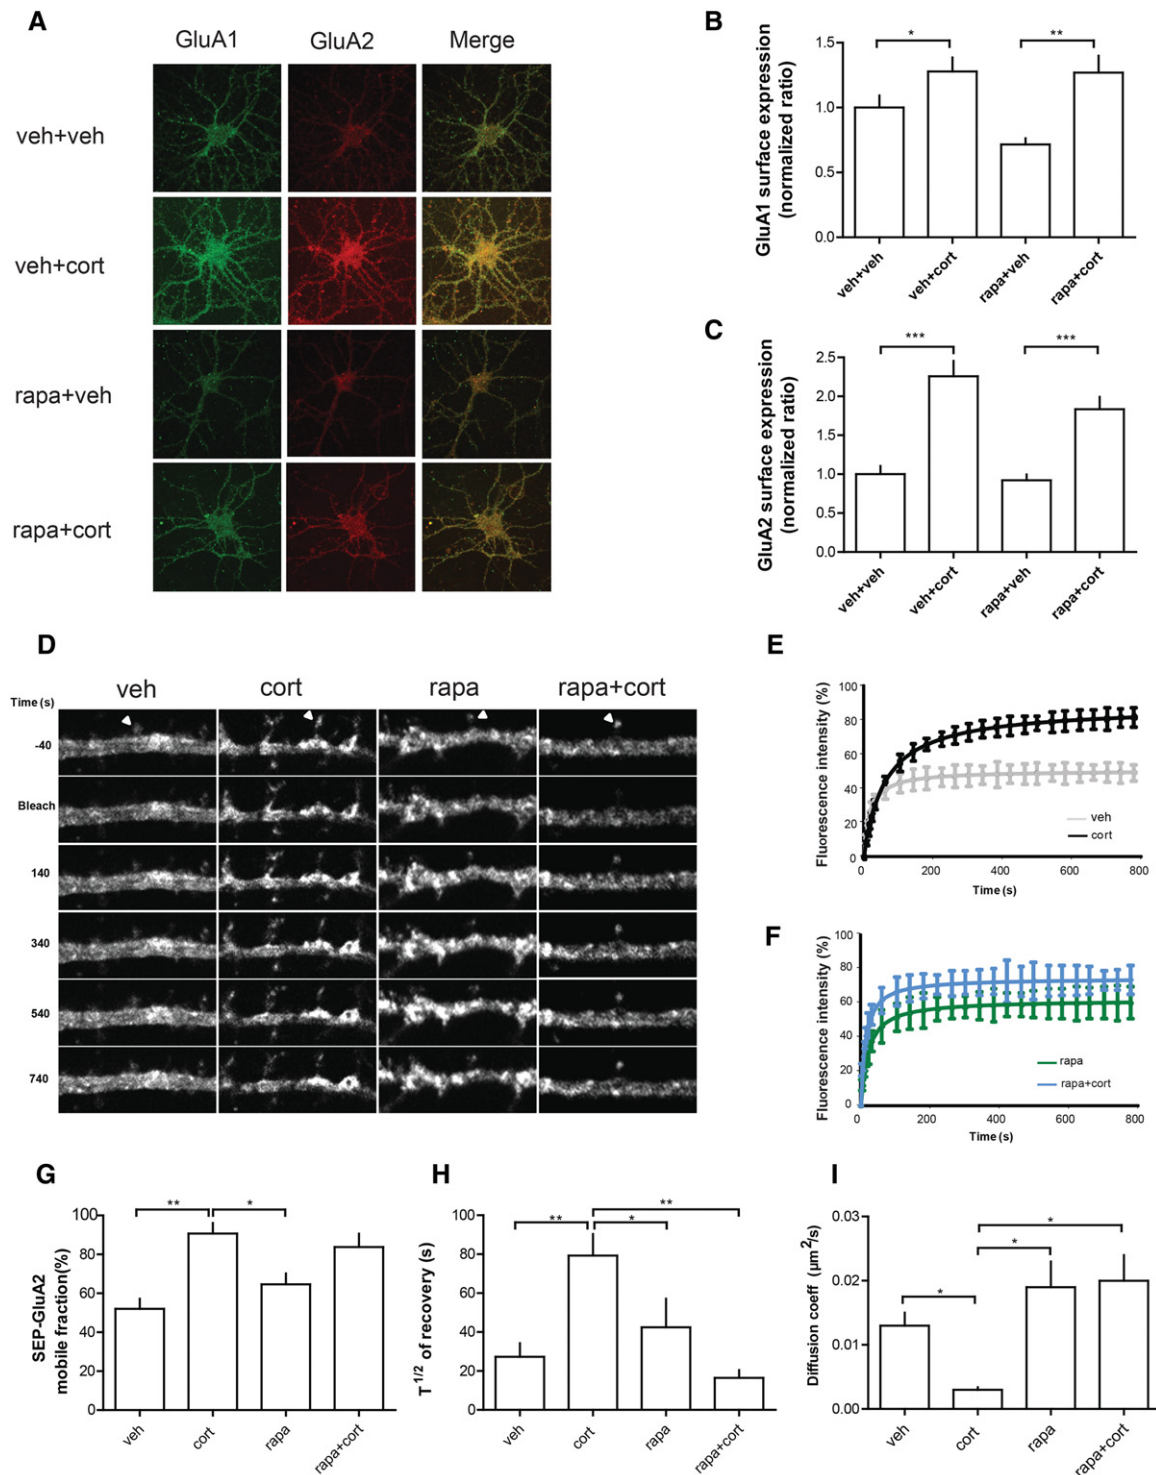 A
GluA1 GluA2 Merge
veh+veh
veh+cort
rapa+veh
rapa+cort
B
GluA1 surface expression
(normalized ratio)
1.5
1.0
0.5
0.0
* **
veh+veh veh+cort rapa+veh rapa+cort
C
GluA2 surface expression
(normalized ratio)
2.5
2.0
1.5
1.0
0.5
0.0
*** ***
veh+veh veh+cort rapa+veh rapa+cort
D
veh cort rapa rapa+cort
Time (s)
-40
Bleach
140
340
540
740
E
Fluorescence intensity (%)
100
80
60
40
20
0
veh
cort
0 200 400 600 800
Time (s)
F
Fluorescence intensity (%)
100
80
60
40
20
0
rapa
rapa+cort
0 200 400 600 800
Time (s)
G
SEP-GluA2
mobile fraction(%)
100
80
60
40
20
0
** *
veh cort rapa rapa+cort
H
T1/2 of recovery (s)
100
80
60
40
20
0
**
** *
veh cort rapa rapa+cort
I
Diffusion coeff (µm2/s)
0.03
0.02
0.01
0.00
*
*
*
veh cort rapa rapa+cort